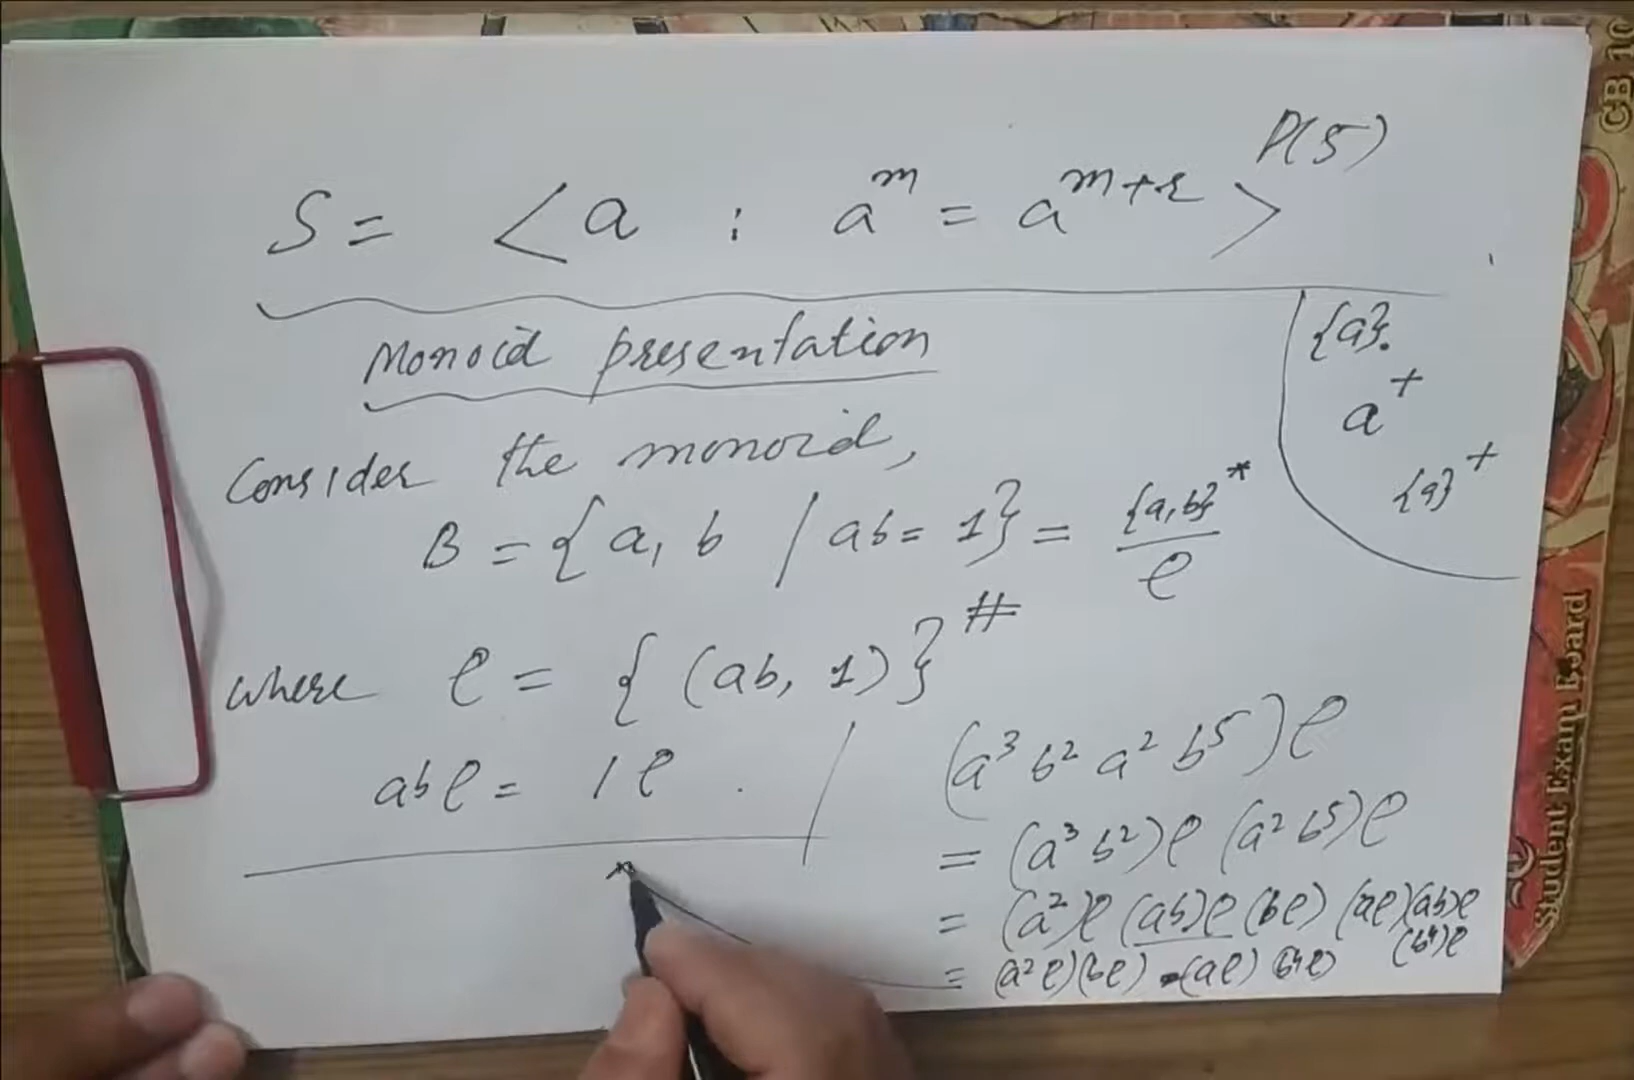 P(5)
S = < a : a^m = a^{m+r} >
Monoid presentation
{a}.
a^+
{a}^+
Consider the monoid,
B = { a, b / ab = 1 } = {a, b}^* / ρ
where ρ = { (ab, 1) }^#
abρ = 1ρ .
(a^3 b^2 a^2 b^5)ρ
= (a^3 b^2)ρ (a^2 b^5)ρ
= (a^2)ρ (ab)ρ (bρ) (aρ)(ab)ρ
(b^4)ρ
= (a^2ρ)(bρ) (aρ) (b^4ρ)
CB 10
Student Exam Board